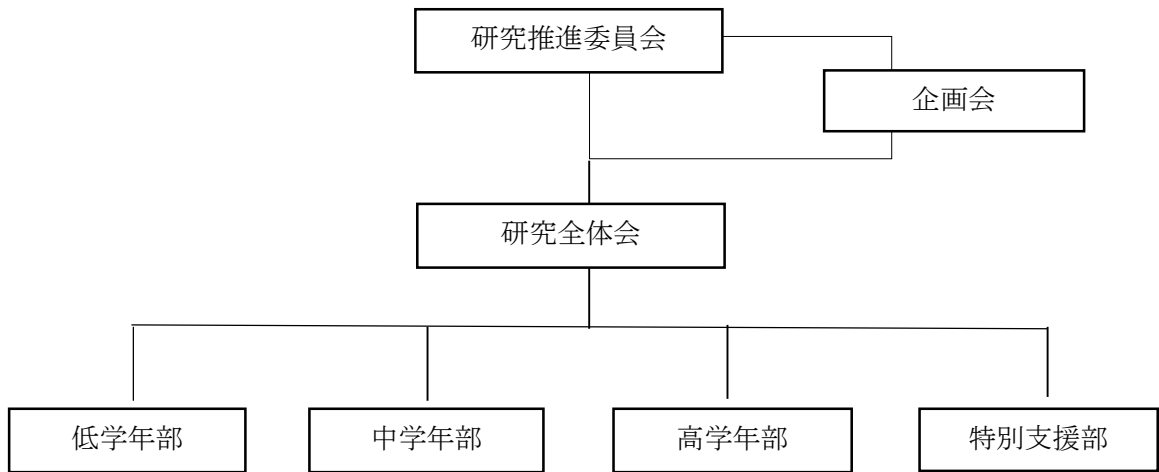 研究推進委員会
企画会
研究全体会
低学年部
中学年部
高学年部
特別支援部